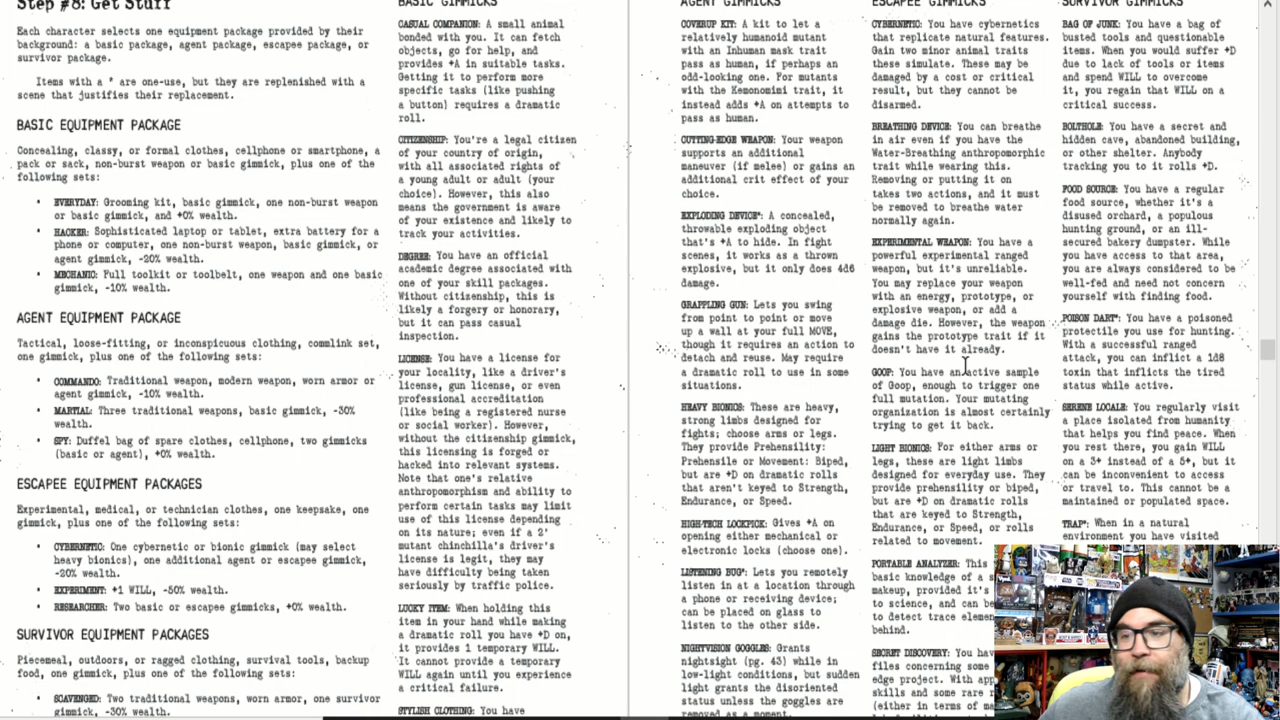 Step #8: Get Stuff
Each character selects one equipment package provided by their
background: a basic package, agent package, escapee package, or
survivor package.
Items with a * are one-use, but they are replenished with a
scene that justifies their replacement.
BASIC EQUIPMENT PACKAGE
Concealing, classy, or formal clothes, cellphone or smartphone, a
pack or sack, non-burst weapon or basic gimmick, plus one of the
following sets:
• EVERYDAY: Grooming kit, basic gimmick, one non-burst weapon
or basic gimmick, and +0% wealth.
• HACKER: Sophisticated laptop or tablet, extra battery for a
phone or computer, one non-burst weapon, basic gimmick, or
agent gimmick, -20% wealth.
• MECHANIC: Full toolkit or toolbelt, one weapon and one basic
gimmick, -10% wealth.
AGENT EQUIPMENT PACKAGE
Tactical, loose-fitting, or inconspicuous clothing, commlink set,
one gimmick, plus one of the following sets:
• COMMANDO: Traditional weapon, modern weapon, worn armor or
agent gimmick, -10% wealth.
• MARTIAL: Three traditional weapons, basic gimmick, -30%
wealth.
• SPY: Duffel bag of spare clothes, cellphone, two gimmicks
(basic or agent), +0% wealth.
ESCAPEE EQUIPMENT PACKAGES
Experimental, medical, or technician clothes, one keepsake, one
gimmick, plus one of the following sets:
• CYBERNETIC: One cybernetic or bionic gimmick (may select
heavy bionics), one additional agent or escapee gimmick,
-20% wealth.
• EXPERIMENT: +1 WILL, -50% wealth.
• RESEARCHER: Two basic or escapee gimmicks, +0% wealth.
SURVIVOR EQUIPMENT PACKAGES
Piecemeal, outdoors, or ragged clothing, survival tools, backup
food, one gimmick, plus one of the following sets:
• SCAVENGED: Two traditional weapons, worn armor, one survivor
gimmick, -30% wealth.
BASIC GIMMICKS
CASUAL COMPANION: A small animal
bonded with you. It can fetch
objects, go for help, and
provides +A in suitable tasks.
Getting it to perform more
specific tasks (like pushing
a button) requires a dramatic
roll.
CITIZENSHIP: You're a legal citizen
of your country of origin,
with all associated rights of
a young adult or adult (your
choice). However, this also
means the government is aware
of your existence and likely to
track your activities.
DEGREE: You have an official
academic degree associated with
one of your skill packages.
Without citizenship, this is
likely a forgery or honorary,
but it can pass casual
inspection.
LICENSE: You have a license for
your locality, like a driver's
license, gun license, or even
professional accreditation
(like being a registered nurse
or social worker). However,
without the citizenship gimmick,
this licensing is forged or
hacked into relevant systems.
Note that one's relative
anthropomorphism and ability to
perform certain tasks may limit
use of this license depending
on its nature; even if a 2'
mutant chinchilla's driver's
license is legit, they may
have difficulty being taken
seriously by traffic police.
LUCKY ITEM: When holding this
item in your hand while making
a dramatic roll you have +D on,
it provides 1 temporary WILL.
It cannot provide a temporary
WILL again until you experience
a critical failure.
STYLISH CLOTHING: You have
AGENT GIMMICKS
COVERUP KIT: A kit to let a
relatively humanoid mutant
with an Inhuman mask trait
pass as human, if perhaps an
odd-looking one. For mutants
with the Kemonomimi trait, it
instead adds +A on attempts to
pass as human.
CUTTING-EDGE WEAPON: Your weapon
supports an additional
maneuver (if melee) or gains an
additional crit effect of your
choice.
EXPLODING DEVICE*: A concealed,
throwable exploding object
that's +A to hide. In fight
scenes, it works as a thrown
explosive, but it only does 4d6
damage.
GRAPPLING GUN: Lets you swing
from point to point or move
up a wall at your full MOVE,
though it requires an action to
detach and reuse. May require
a dramatic roll to use in some
situations.
HEAVY BIONICS: These are heavy,
strong limbs designed for
fights; choose arms or legs.
They provide Prehensility:
Prehensile or Movement: Biped,
but are +D on dramatic rolls
that aren't keyed to Strength,
Endurance, or Speed.
HIGH-TECH LOCKPICK: Gives +A on
opening either mechanical or
electronic locks (choose one).
LISTENING BUG*: Lets you remotely
listen in at a location through
a phone or receiving device;
can be placed on glass to
listen to the other side.
NIGHTVISION GOGGLES: Grants
nightsight (pg. 43) while in
low-light conditions, but sudden
light grants the disoriented
status unless the goggles are
removed as a moment.
ESCAPEE GIMMICKS
CYBERNETIC: You have cybernetics
that replicate natural features.
Gain two minor animal traits
these simulate. These may be
damaged by a cost or critical
result, but they cannot be
disarmed.
BREATHING DEVICE: You can breathe
in air even if you have the
Water-Breathing anthropomorphic
trait while wearing this.
Removing or putting it on
takes two actions, and it must
be removed to breathe water
normally again.
EXPERIMENTAL WEAPON: You have a
powerful experimental ranged
weapon, but it's unreliable.
You may replace your weapon
with an energy, prototype, or
explosive weapon, or add a
damage die. However, the weapon
gains the prototype trait if it
doesn't have it already.
GOOP: You have an active sample
of Goop, enough to trigger one
full mutation. Your mutating
organization is almost certainly
trying to get it back.
LIGHT BIONICS: For either arms or
legs, these are light limbs
designed for everyday use. They
provide prehensility or biped,
but are +D on dramatic rolls
that are keyed to Strength,
Endurance, or Speed, or rolls
related to movement.
PORTABLE ANALYZER: This
basic knowledge of a s
makeup, provided it's
to science, and can be
to detect trace elemen
behind.
SECRET DISCOVERY: You hav
files concerning some
edge project. With app
skills and some rare r
(either in terms of ma
SURVIVOR GIMMICKS
BAG OF JUNK: You have a bag of
busted tools and questionable
items. When you would suffer +D
due to lack of tools or items
and spend WILL to overcome
it, you regain that WILL on a
critical success.
BOLTHOLE: You have a secret and
hidden cave, abandoned building,
or other shelter. Anybody
tracking you to it rolls +D.
FOOD SOURCE: You have a regular
food source, whether it's a
disused orchard, a populous
hunting ground, or an ill-
secured bakery dumpster. While
you have access to that area,
you are always considered to be
well-fed and need not concern
yourself with finding food.
POISON DART*: You have a poisoned
protectile you use for hunting.
With a successful ranged
attack, you can inflict a 1d8
toxin that inflicts the tired
status while active.
SERENE LOCALE: You regularly visit
a place isolated from humanity
that helps you find peace. When
you rest there, you gain WILL
on a 3+ instead of a 5+, but it
can be inconvenient to access
or travel to. This cannot be a
maintained or populated space.
TRAP*: When in a natural
environment you have visited